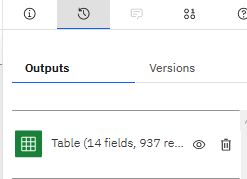 Outputs
Versions
Table (14 fields, 937 re...